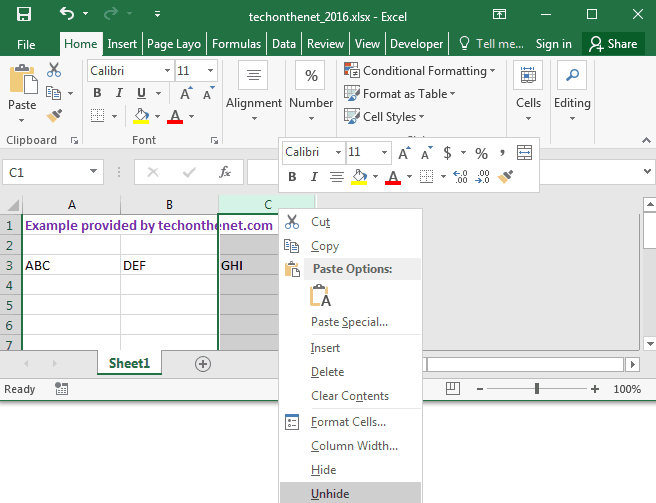 techonthenet_2016.xlsx - Excel
File Home Insert Page Layo Formulas Data View Developer Tell me... Sign in Share
Calibri 11
Conditional Formatting
Format as Table
Cell Styles
Paste
B I U A A
A
Alignment
Number
%
Cells
Editing
Clipboard
Font
Calibri 11 A A $ % ,
B I A .00 .0
C1 fx
A B C
1 Example provided by techonthenet.com
2
3 ABC DEF GHI
4
5
6
7
Cut
Copy
Paste Options:
A
Paste Special...
Insert
Delete
Clear Contents
Format Cells...
Column Width...
Hide
Unhide
Sheet1
Ready
100%